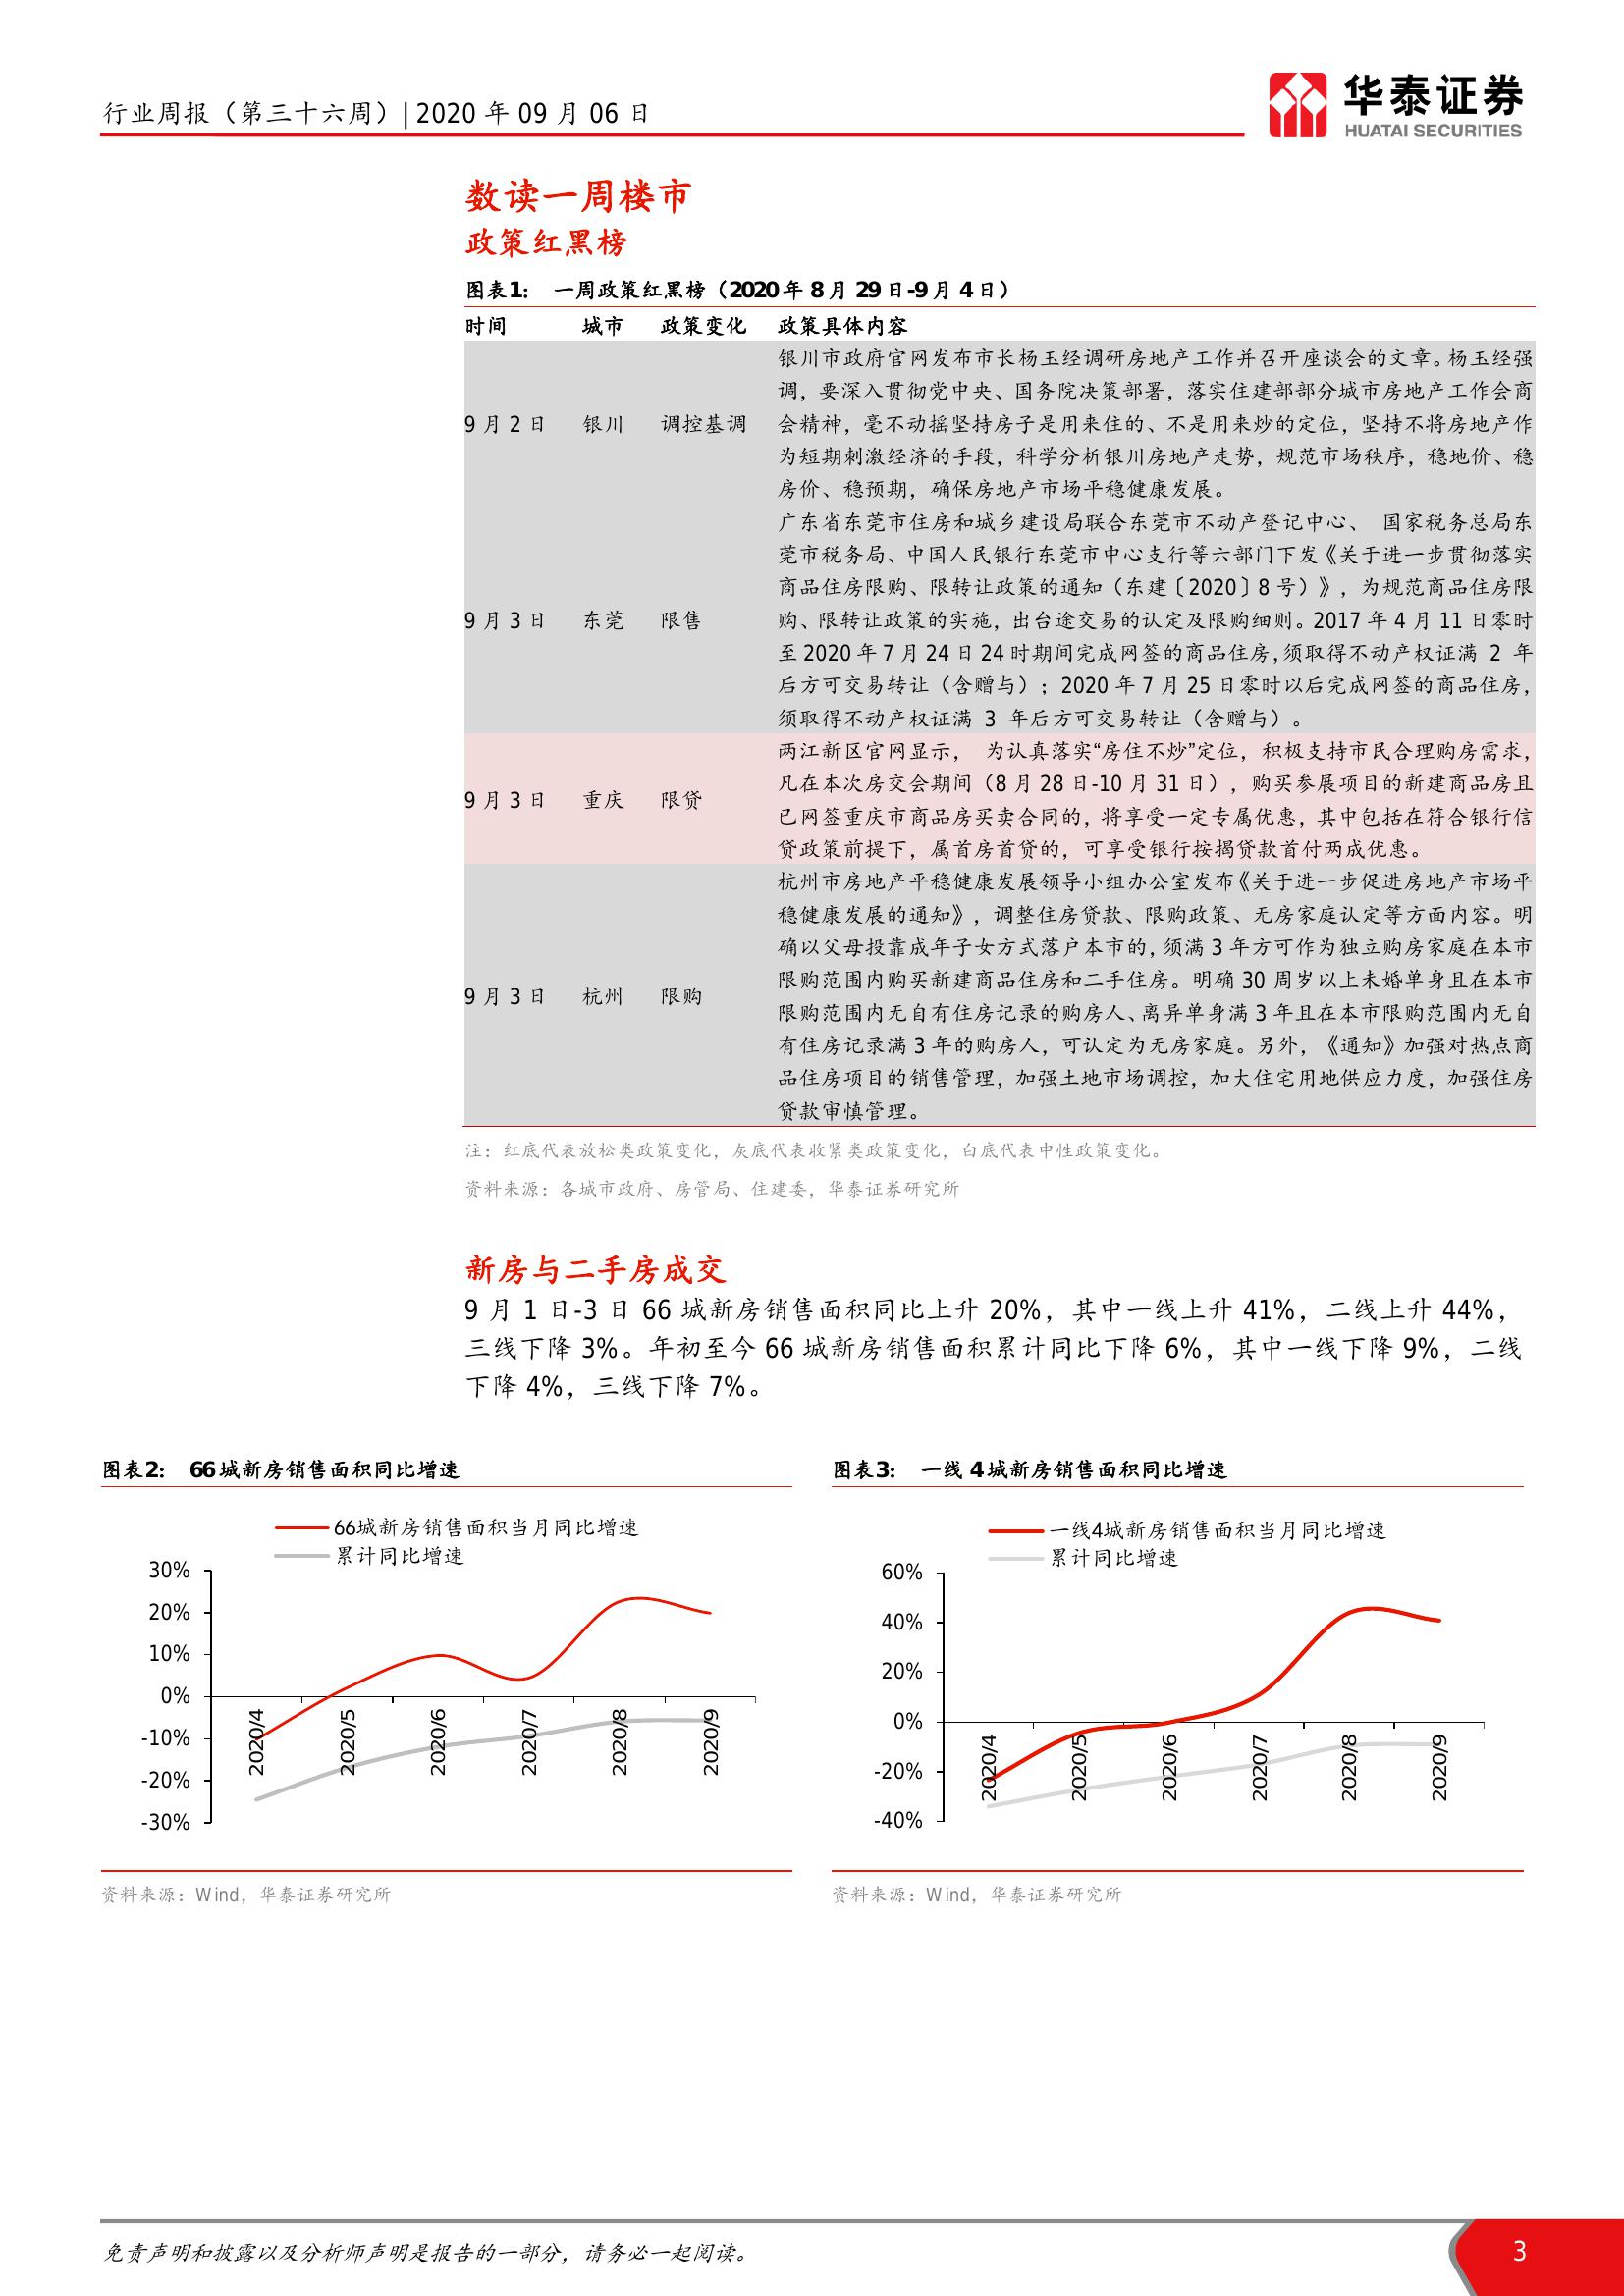 行业周报（第三十六周）| 2020 年 09 月 06 日
华泰证券
HUATAI SECURITIES
数读一周楼市
政策红黑榜
图表1： 一周政策红黑榜（2020 年 8 月 29 日-9 月 4 日）
时间 城市 政策变化 政策具体内容
9 月 2 日 银川 调控基调
银川市政府官网发布市长杨玉经调研房地产工作并召开座谈会的文章。杨玉经强
调，要深入贯彻党中央、国务院决策部署，落实住建部部分城市房地产工作会商
会精神，毫不动摇坚持房子是用来住的、不是用来炒的定位，坚持不将房地产作
为短期刺激经济的手段，科学分析银川房地产走势，规范市场秩序，稳地价、稳
房价、稳预期，确保房地产市场平稳健康发展。
9 月 3 日 东莞 限售
广东省东莞市住房和城乡建设局联合东莞市不动产登记中心、 国家税务总局东
莞市税务局、中国人民银行东莞市中心支行等六部门下发《关于进一步贯彻落实
商品住房限购、限转让政策的通知（东建〔2020〕8 号）》，为规范商品住房限
购、限转让政策的实施，出台途交易的认定及限购细则。2017 年 4 月 11 日零时
至 2020 年 7 月 24 日 24 时期间完成网签的商品住房，须取得不动产权证满 2 年
后方可交易转让（含赠与）；2020 年 7 月 25 日零时以后完成网签的商品住房，
须取得不动产权证满 3 年后方可交易转让（含赠与）。
9 月 3 日 重庆 限贷
两江新区官网显示， 为认真落实“房住不炒”定位，积极支持市民合理购房需求，
凡在本次房交会期间（8 月 28 日-10 月 31 日），购买参展项目的新建商品房且
已网签重庆市商品房买卖合同的，将享受一定专属优惠，其中包括在符合银行信
贷政策前提下，属首房首贷的，可享受银行按揭贷款首付两成优惠。
9 月 3 日 杭州 限购
杭州市房地产平稳健康发展领导小组办公室发布《关于进一步促进房地产市场平
稳健康发展的通知》，调整住房贷款、限购政策、无房家庭认定等方面内容。明
确以父母投靠成年子女方式落户本市的，须满 3 年方可作为独立购房家庭在本市
限购范围内购买新建商品住房和二手住房。明确 30 周岁以上未婚单身且在本市
限购范围内无自有住房记录的购房人、离异单身满 3 年且在本市限购范围内无自
有住房记录满 3 年的购房人，可认定为无房家庭。另外，《通知》加强对热点商
品住房项目的销售管理，加强土地市场调控，加大住宅用地供应力度，加强住房
贷款审慎管理。
注：红底代表放松类政策变化，灰底代表收紧类政策变化，白底代表中性政策变化。
资料来源：各城市政府、房管局、住建委，华泰证券研究所
新房与二手房成交
9 月 1 日-3 日 66 城新房销售面积同比上升 20%，其中一线上升 41%，二线上升 44%，
三线下降 3%。年初至今 66 城新房销售面积累计同比下降 6%，其中一线下降 9%，二线
下降 4%，三线下降 7%。
图表2： 66 城新房销售面积同比增速
66城新房销售面积当月同比增速
累计同比增速
30%
20%
10%
0%
-10%
-20%
-30%
2020/4
2020/5
2020/6
2020/7
2020/8
2020/9
资料来源：Wind，华泰证券研究所
图表3： 一线 4 城新房销售面积同比增速
一线4城新房销售面积当月同比增速
累计同比增速
60%
40%
20%
0%
-20%
-40%
2020/4
2020/5
2020/6
2020/7
2020/8
2020/9
资料来源：Wind，华泰证券研究所
免责声明和披露以及分析师声明是报告的一部分，请务必一起阅读。
3